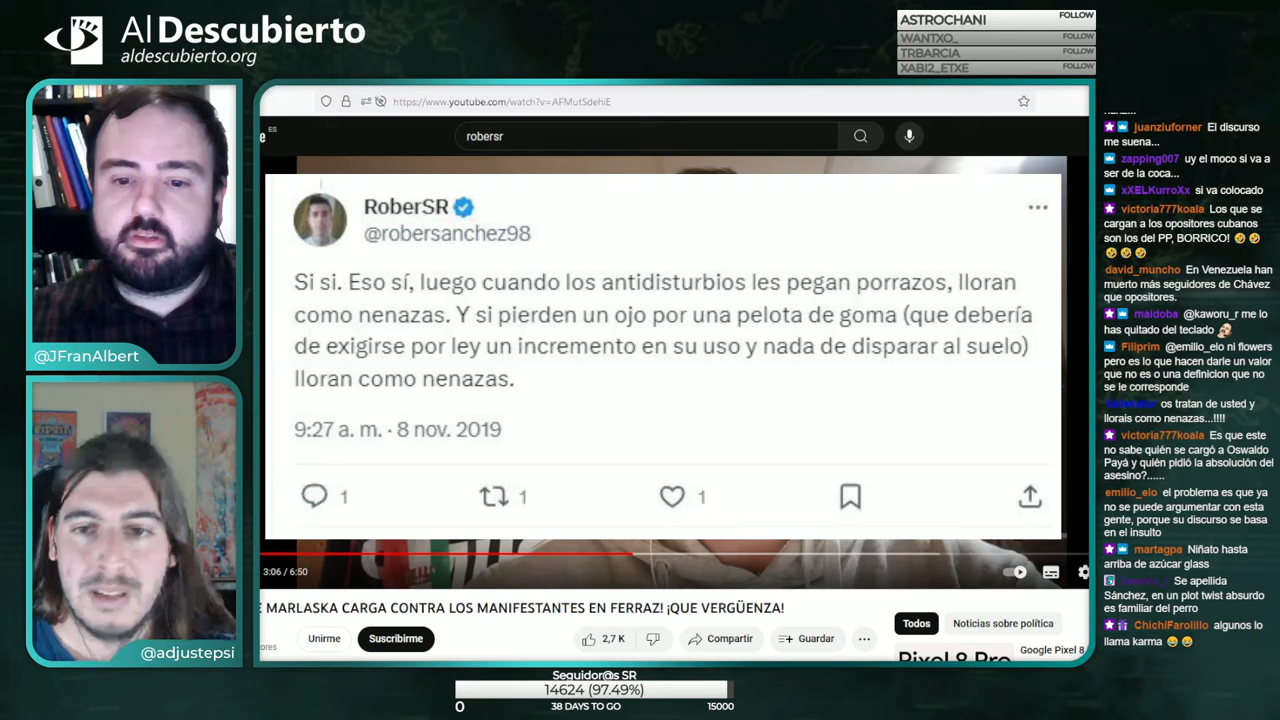 Al Descubierto
aldescubierto.org
ASTROCHANI FOLLOW
WANTXO_ FOLLOW
TRBARCIA FOLLOW
XABI2_ETXE FOLLOW
@JFranAlbert
@adjustepsi
https://www.youtube.com/watch?v=AFMutSdehiE
e ES
robersr
RoberSR
@robersanchez98
Si si. Eso sí, luego cuando los antidisturbios les pegan porrazos, lloran
como nenazas. Y si pierden un ojo por una pelota de goma (que debería
de exigirse por ley un incremento en su uso y nada de disparar al suelo)
lloran como nenazas.
9:27 a. m. · 8 nov. 2019
1 1 1
3:06 / 6:50
E MARLASKA CARGA CONTRA LOS MANIFESTANTES EN FERRAZ! ¡QUE VERGÜENZA!
ores
Unirme
Suscribirme
2,7 K
Compartir
Guardar
Todos
Noticias sobre política
Pixel 8 Pro
Google Pixel 8
Seguidor@s SR
14624 (97.49%)
0 38 DAYS TO GO 15000
juanziuforner El discurso
me suena...
zapping007 uy el moco si va a
ser de la coca...
xXELKurroXx si va colocado
victoria777koala Los que se
cargan a los opositores cubanos
son los del PP, BORRICO! 🤣🤣
🤣🤣🤣
david_muncho En Venezuela han
muerto más seguidores de Chávez
que opositores.
maidoba @kaworu_r me lo
has quitado del teclado
Filiprim @emilio_elo ni flowers
pero es lo que hacen darle un valor
que no es o una definicion que no
se le corresponde
os tratan de usted y
llorais como nenazas...!!!!
victoria777koala Es que este
no sabe quién se cargó a Oswaldo
Payá y quién pidió la absolución del
asesino?......
emilio_elo el problema es que ya
no se puede argumentar con esta
gente, porque su discurso se basa
en el insulto
martagpa Niñato hasta
arriba de azúcar glass
Se apellida
Sánchez, en un plot twist absurdo
es familiar del perro
ChichiFarolillo algunos lo
llama karma 😂😂